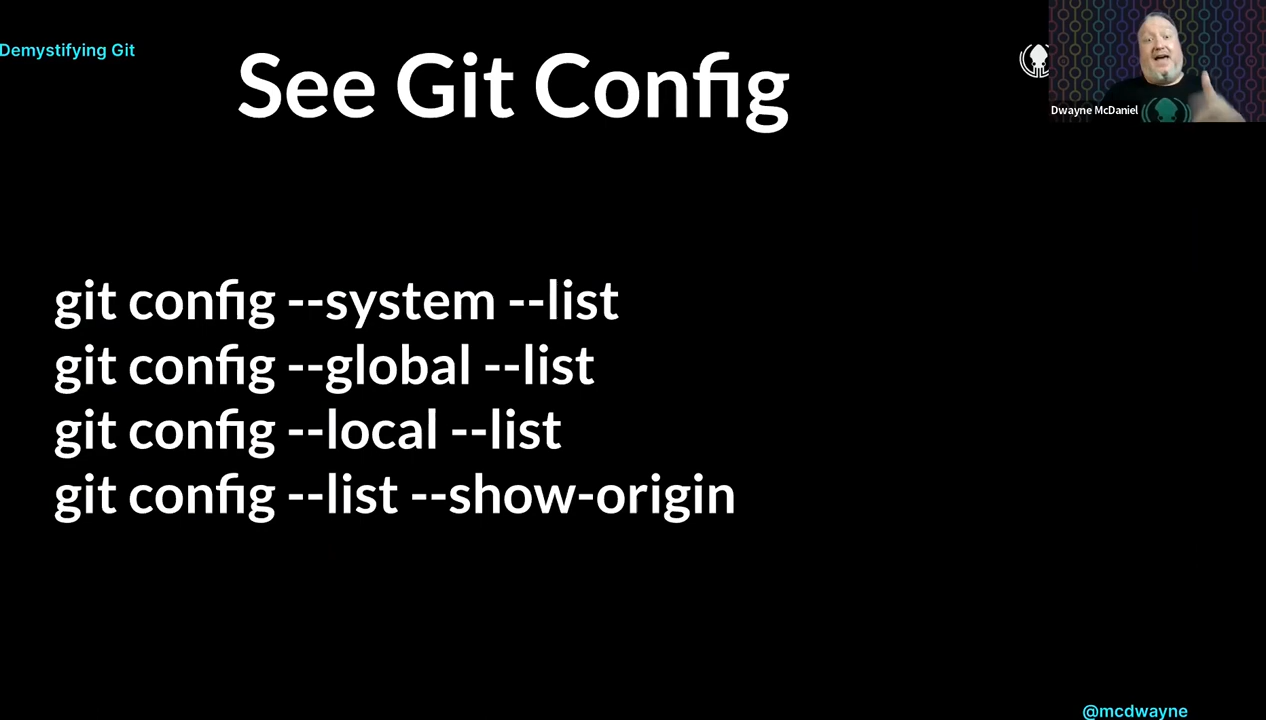 Demystifying Git
See Git Config
Dwayne McDaniel
git config --system --list
git config --global --list
git config --local --list
git config --list --show-origin
@mcdwayne